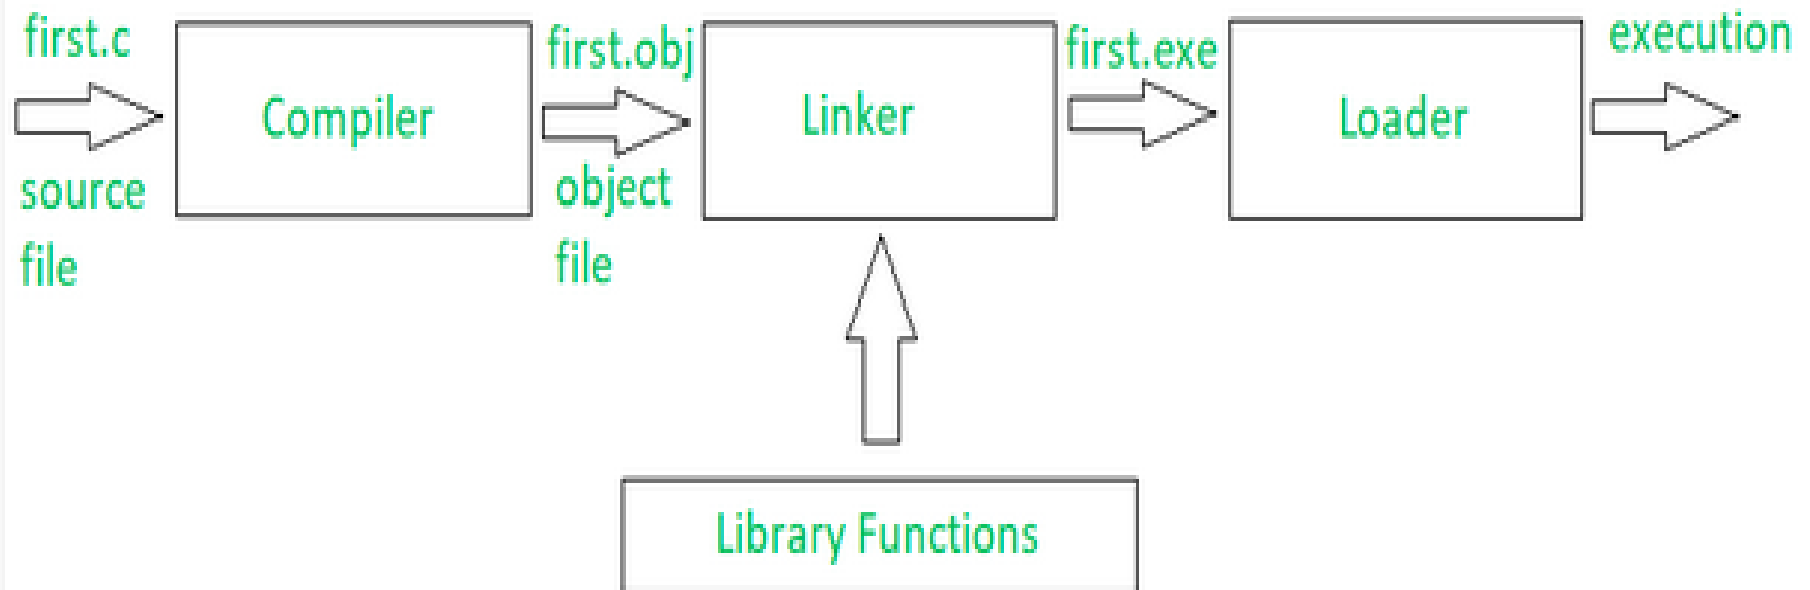 first.c
source
file
Compiler
first.obj
object
file
Linker
first.exe
Loader
execution
Library Functions